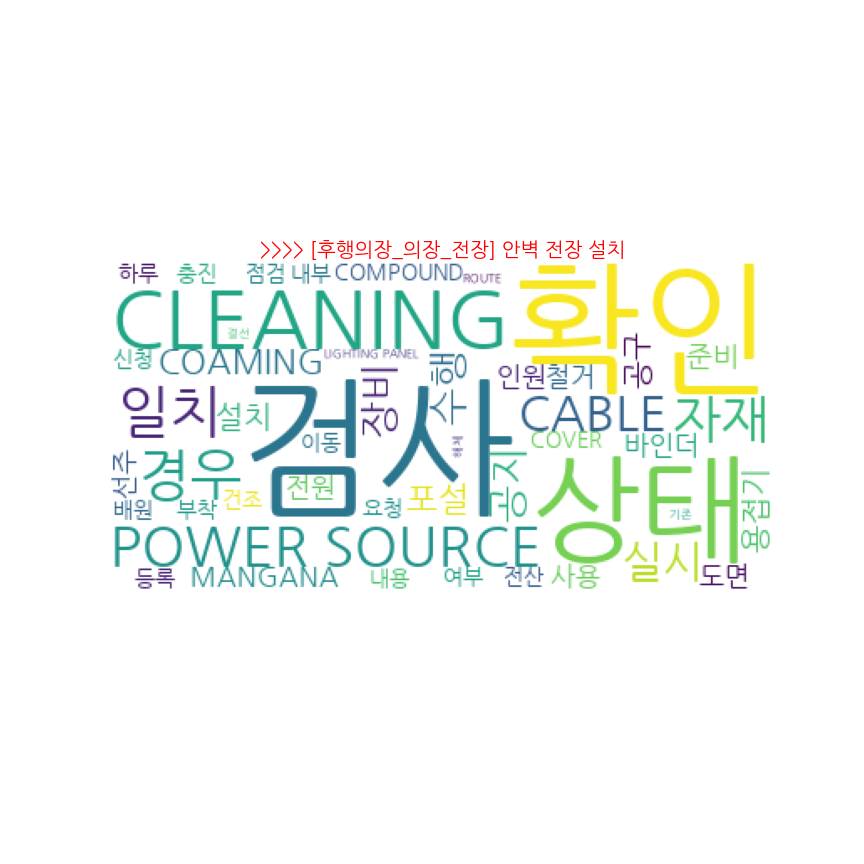 >>>> [후행의장_의장_전장] 안벽 전장 설치
하루 충진 점검 내부 COMPOUND ROUTE
CLEANING 확인
결선
신청 COAMING LIGHTING PANEL 수행 공구 준비
인원 철거
일치 설치 장비 CABLE 자재
검사
이동 해체 COVER 바인더
선주 경우 공지 상태
전원 용접기
배원 부착 건조 요청 포설 기존
POWER SOURCE 실시
등록 MANGANA 내용 여부 전산 사용 도면